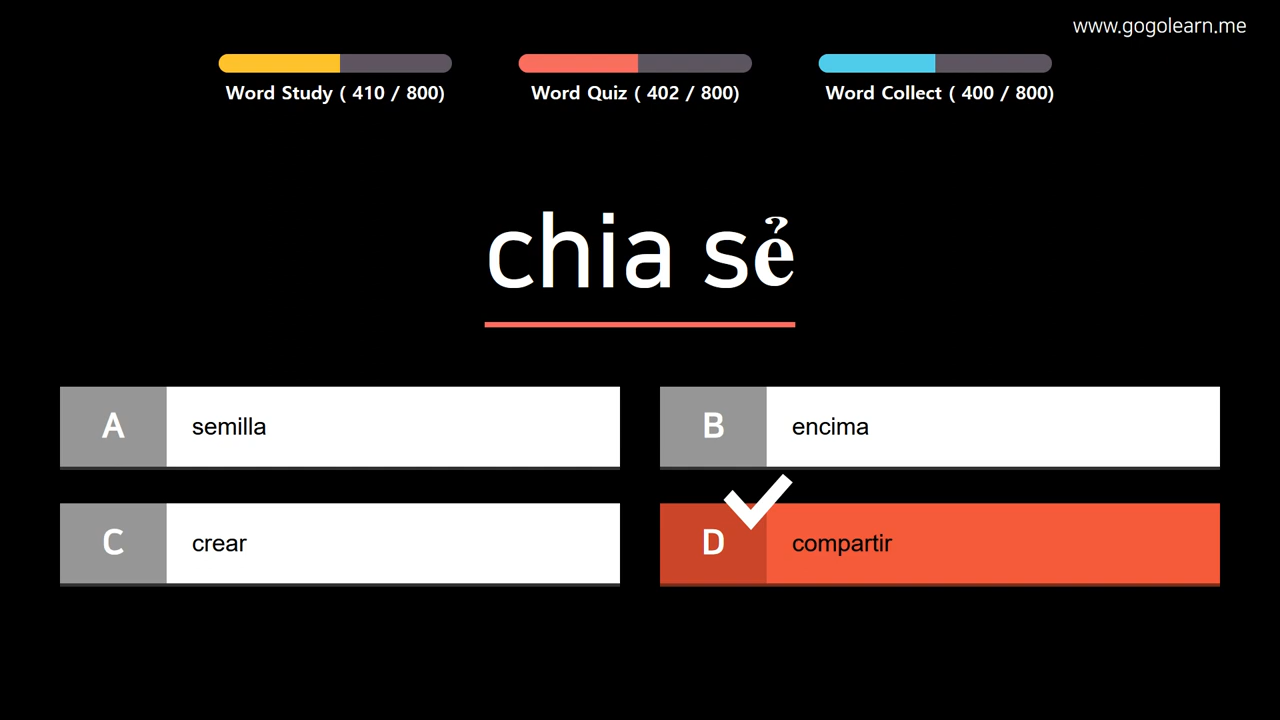 www.gogolearn.me
Word Study ( 410 / 800)
Word Quiz ( 402 / 800)
Word Collect ( 400 / 800)
chia sẻ
A
semilla
B
encima
C
crear
D
compartir